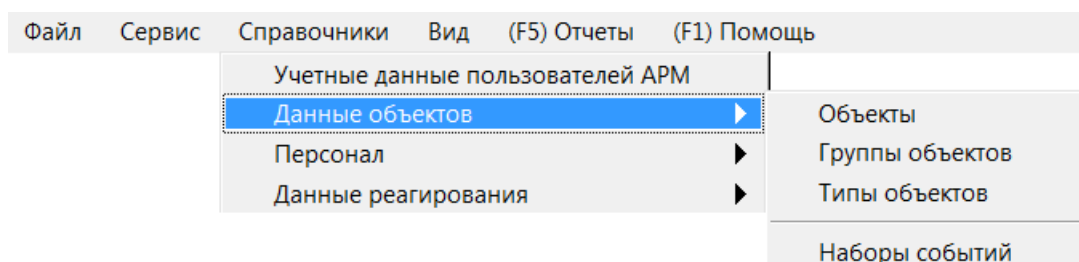 Файл Сервис Справочники Вид (F5) Отчеты (F1) Помощь
Учетные данные пользователей АРМ
Данные объектов
Объекты
Персонал
Группы объектов
Данные реагирования
Типы объектов
Наборы событий